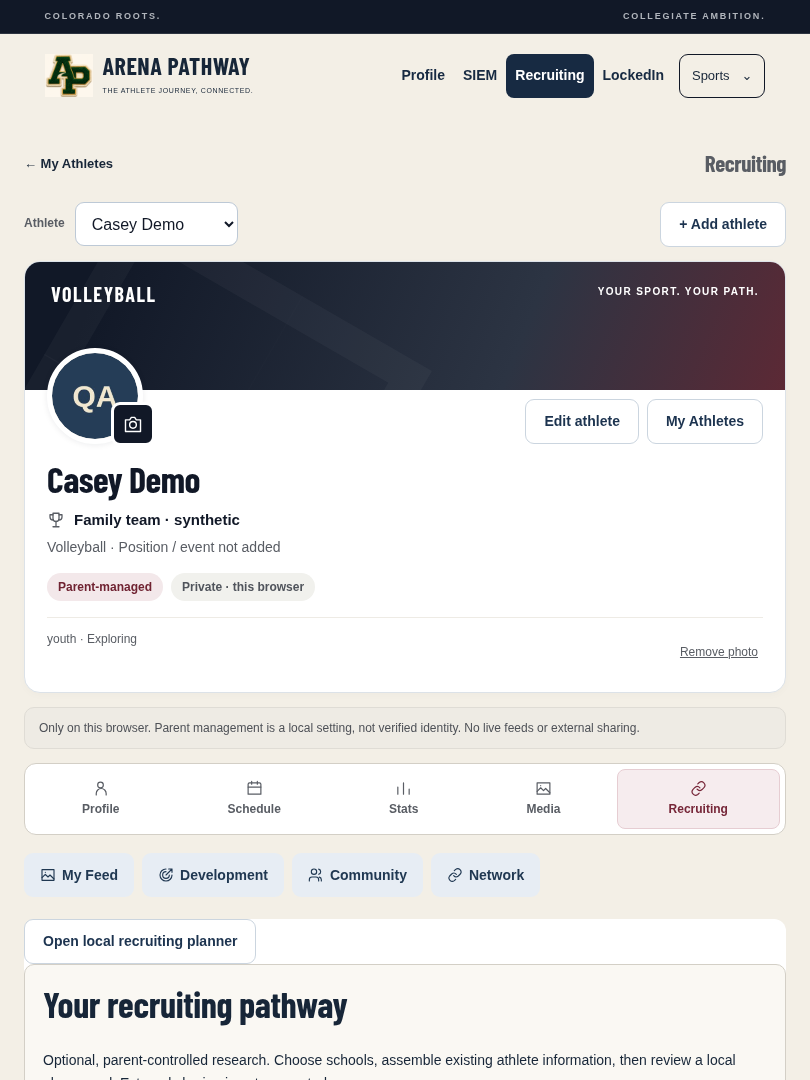 COLORADO ROOTS.
COLLEGIATE AMBITION.
AP
ARENA PATHWAY
THE ATHLETE JOURNEY, CONNECTED.
Profile
SIEM
Recruiting
LockedIn
Sports
← My Athletes
Recruiting
Athlete
Casey Demo
+ Add athlete
VOLLEYBALL
YOUR SPORT. YOUR PATH.
QA
Edit athlete
My Athletes
Casey Demo
Family team · synthetic
Volleyball · Position / event not added
Parent-managed
Private · this browser
youth · Exploring
Remove photo
Only on this browser. Parent management is a local setting, not verified identity. No live feeds or external sharing.
Profile
Schedule
Stats
Media
Recruiting
My Feed
Development
Community
Network
Open local recruiting planner
Your recruiting pathway
Optional, parent-controlled research. Choose schools, assemble existing athlete information, then review a local